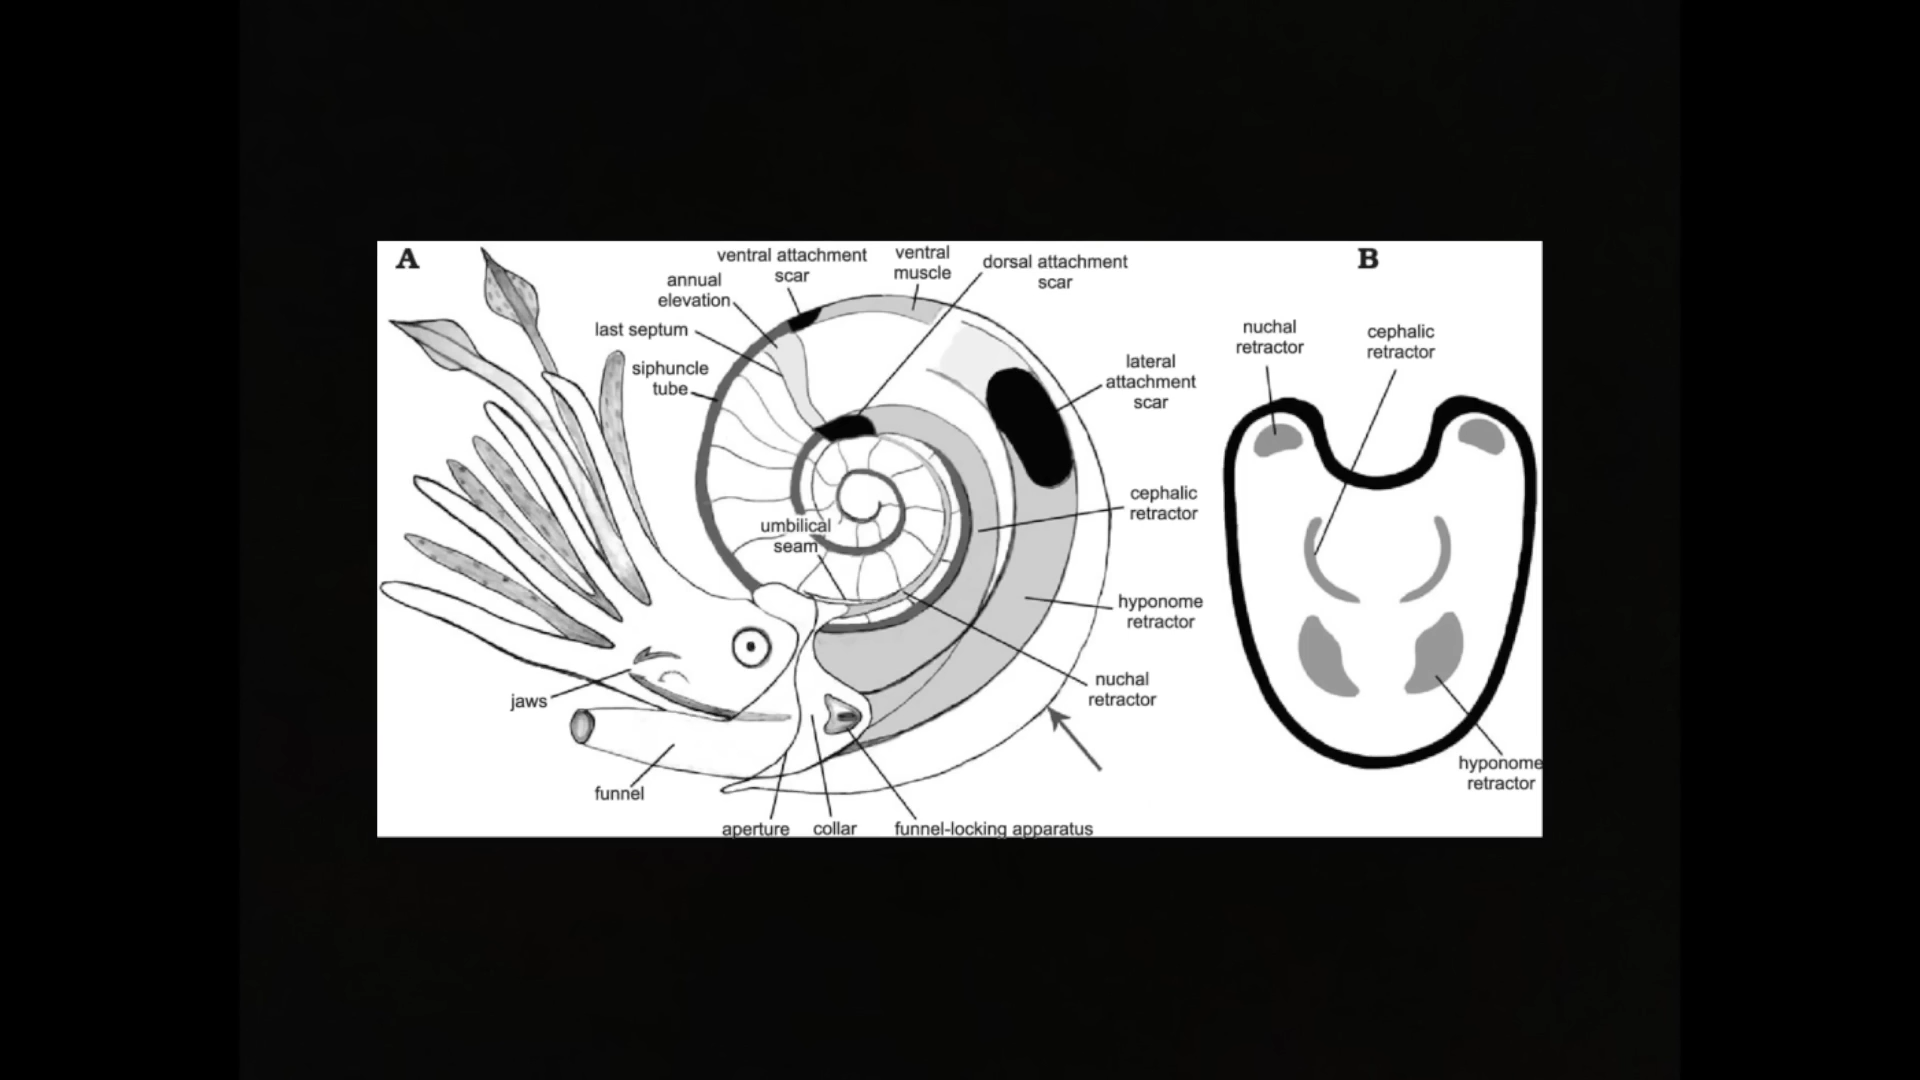 A
ventral attachment
scar
ventral
muscle
dorsal attachment
scar
annual
elevation
last septum
siphuncle
tube
lateral
attachment
scar
umbilical
seam
cephalic
retractor
hyponome
retractor
nuchal
retractor
jaws
funnel
aperture
collar
funnel-locking apparatus
B
nuchal
retractor
cephalic
retractor
hyponome
retractor